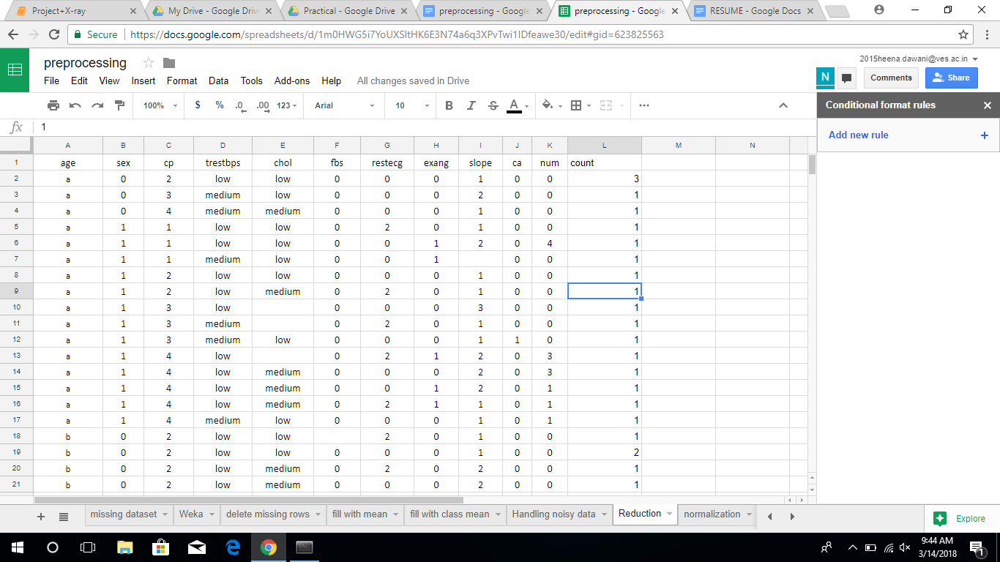 Project+X-ray My Drive - Google Driv Practical - Google Drive preprocessing - Google preprocessing - Google RESUME - Google Docs
Secure https://docs.google.com/spreadsheets/d/1m0HWG5i7YoUXSltHK6E3N74a6q3XPvTwi1IDfeawe30/edit#gid=623825563
preprocessing 2015heena.dawani@ves.ac.in
File Edit View Insert Format Data Tools Add-ons Help All changes saved in Drive N Comments Share
100% $ % .0 .00 123 Arial 10 B I S A
Conditional format rules
fx 1
Add new rule +
A B C D E F G H I J K L M N
1 age sex cp trestbps chol fbs restecg exang slope ca num count
2 a 0 2 low low 0 0 0 1 0 0 3
3 a 0 3 medium low 0 0 0 2 0 0 1
4 a 0 4 medium medium 0 0 0 1 0 0 1
5 a 1 1 low low 0 2 0 1 0 0 1
6 a 1 1 low low 0 0 1 2 0 4 1
7 a 1 1 medium low 0 0 1 0 0 1
8 a 1 2 low low 0 0 0 1 0 0 1
9 a 1 2 low medium 0 2 0 1 0 0 1
10 a 1 3 low 0 0 0 3 0 0 1
11 a 1 3 medium 0 2 0 1 0 0 1
12 a 1 3 medium low 0 0 0 1 1 0 1
13 a 1 4 low 0 2 1 2 0 3 1
14 a 1 4 low medium 0 0 0 2 0 3 1
15 a 1 4 low medium 0 0 1 2 0 1 1
16 a 1 4 low medium 0 2 1 1 0 1 1
17 a 1 4 medium low 0 0 0 1 0 1 1
18 b 0 2 low low 2 0 1 0 0 1
19 b 0 2 low low 0 0 0 1 0 0 2
20 b 0 2 low medium 0 2 0 2 0 0 1
21 b 0 2 low medium 0 0 0 2 0 0 1
+ missing dataset Weka delete missing rows fill with mean fill with class mean Handling noisy data Reduction normalization Explore
9:44 AM
3/14/2018 1